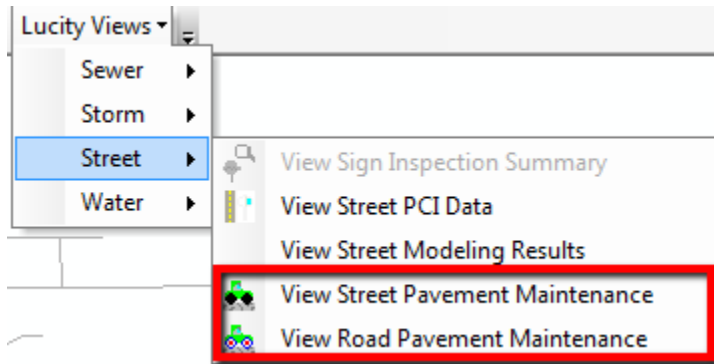 Lucity Views
Sewer
Storm
Street
Water
View Sign Inspection Summary
View Street PCI Data
View Street Modeling Results
View Street Pavement Maintenance
View Road Pavement Maintenance